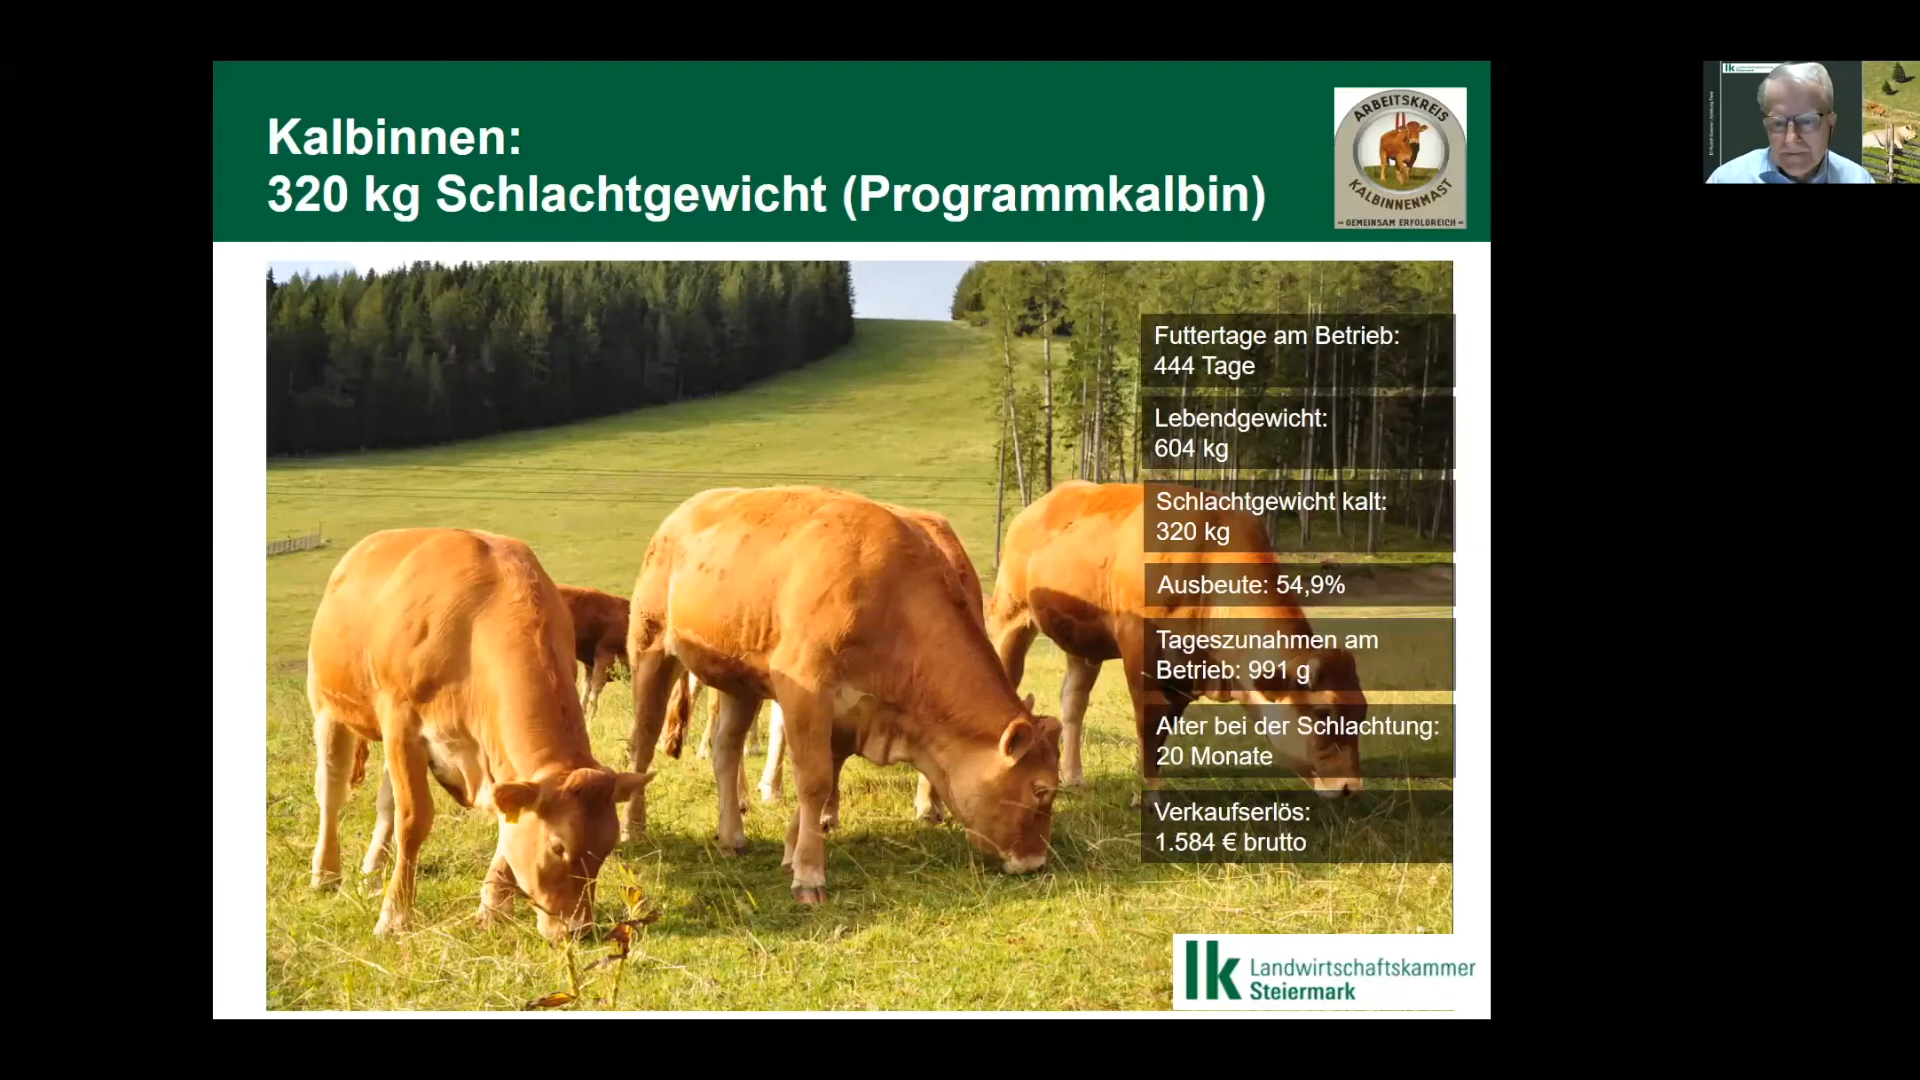 Kalbinnen:
320 kg Schlachtgewicht (Programmkalbin)
ARBEITSKREIS
KALBINNENMAST
- GEMEINSAM ERFOLGREICH -
Futtertage am Betrieb:
444 Tage
Lebendgewicht:
604 kg
Schlachtgewicht kalt:
320 kg
Ausbeute: 54,9%
Tageszunahmen am
Betrieb: 991 g
Alter bei der Schlachtung:
20 Monate
Verkaufserlös:
1.584 € brutto
lk Landwirtschaftskammer
Steiermark
lk